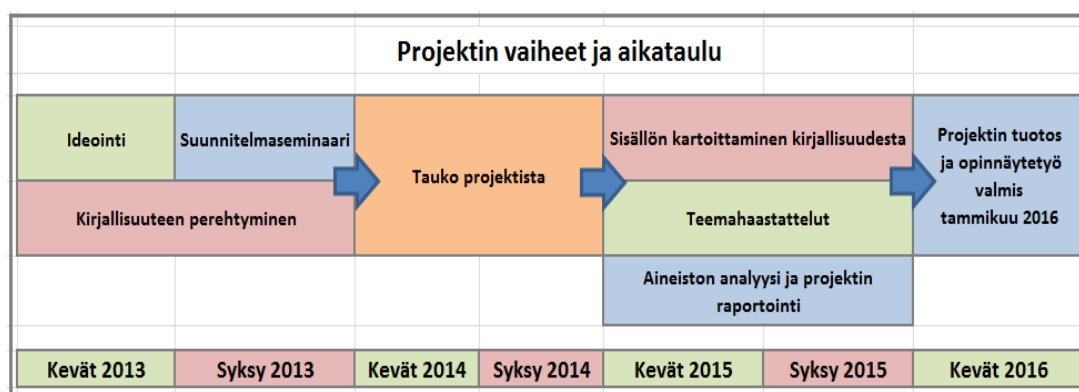 Projektin vaiheet ja aikataulu
Ideointi
Suunnitelmaseminaari
Kirjallisuuteen perehtyminen
Tauko projektista
Sisällön kartoittaminen kirjallisuudesta
Teemahaastattelut
Aineiston analyysi ja projektin
raportointi
Projektin tuotos
ja opinnäytetyö
valmis
tammikuu 2016
Kevät 2013
Syksy 2013
Kevät 2014
Syksy 2014
Kevät 2015
Syksy 2015
Kevät 2016